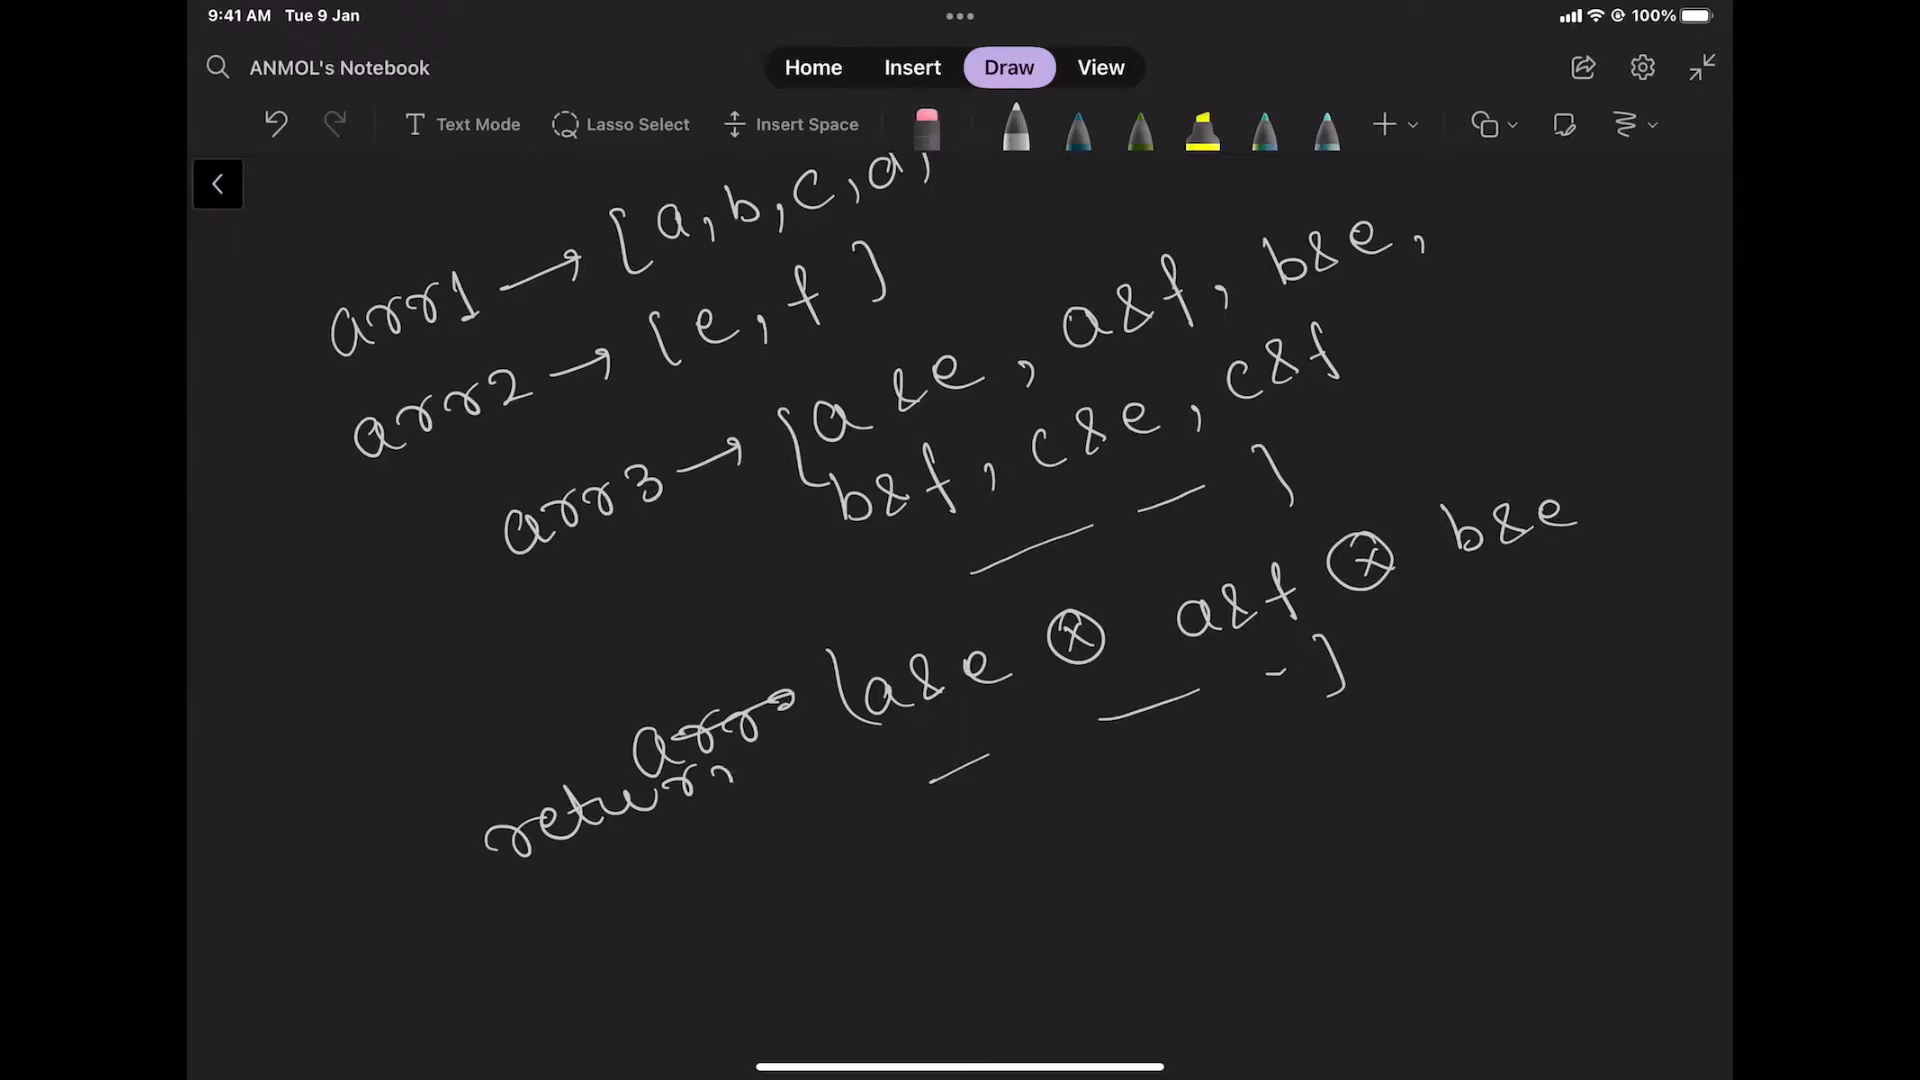 9:41 AM Tue 9 Jan 100%
ANMOL's Notebook Home Insert Draw View
Text Mode Lasso Select Insert Space
arr1 → [a, b, c, d,
arr2 → [e, f]
arr3 → [a & e, a&f, b&e,
b&f, c&e, c&f
]
[a&e ⊗ a&f ⊗ b&e
]
return